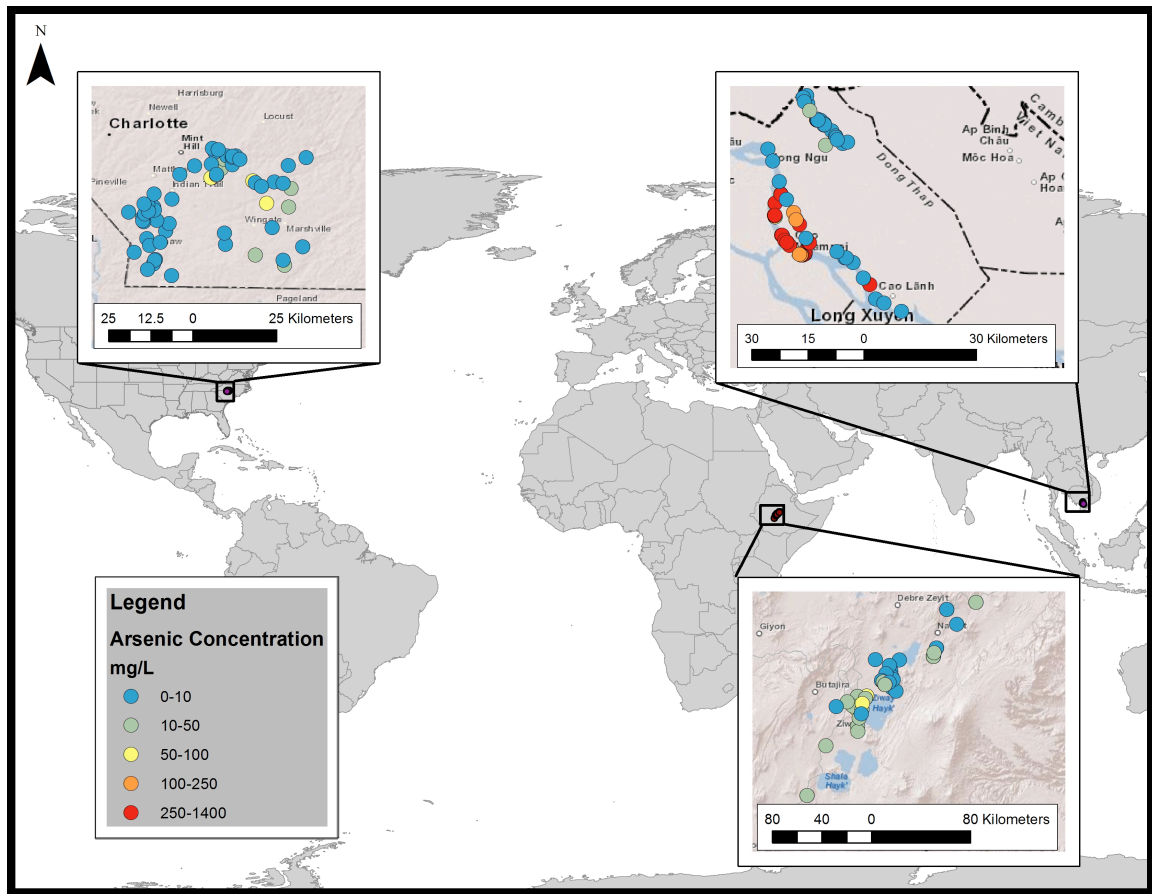 N
Harrisburg
Newell
Locust
Charlotte
Mint
Hill
Pineville
Wingate
Marshville
Pageland
25 12.5 0 25 Kilometers
Ap Binh
Châu
Môc Hoa
Dong Thap
Cao Lãnh
Long Xuyen
30 15 0 30 Kilometers
Debre Zeyit
Giyon
Butajira
Ziway
Hayk'
Shala
Hayk'
80 40 0 80 Kilometers
Legend
Arsenic Concentration
mg/L
0-10
10-50
50-100
100-250
250-1400